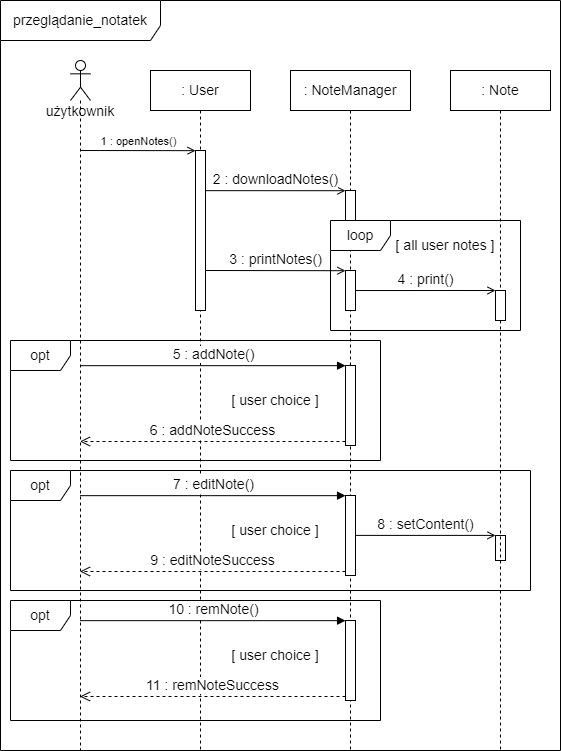 przeglądanie_notatek
użytkownik
: User
: NoteManager
: Note
1 : openNotes()
2 : downloadNotes()
loop
[ all user notes ]
3 : printNotes()
4 : print()
opt
5 : addNote()
[ user choice ]
6 : addNoteSuccess
opt
7 : editNote()
[ user choice ]
8 : setContent()
9 : editNoteSuccess
opt
10 : remNote()
[ user choice ]
11 : remNoteSuccess